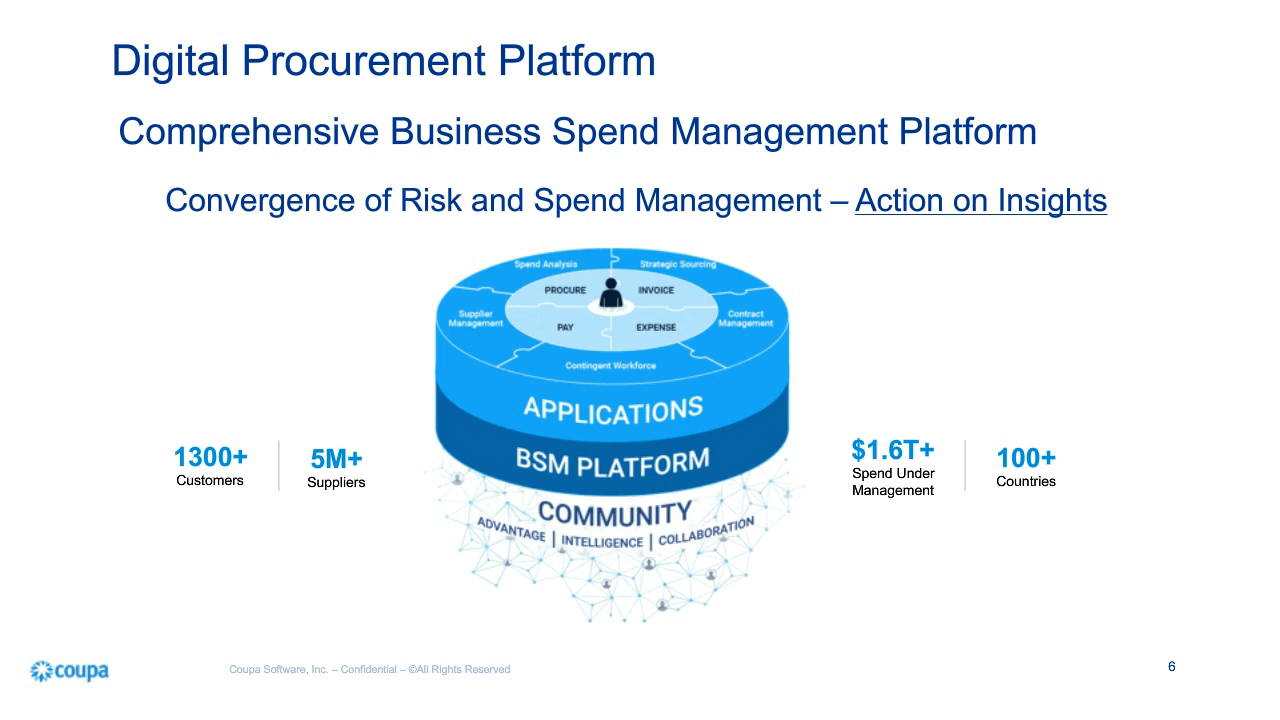 Digital Procurement Platform
Comprehensive Business Spend Management Platform
Convergence of Risk and Spend Management – Action on Insights
Spend Analysis
Strategic Sourcing
PROCURE
INVOICE
Supplier
Management
Contract
Management
PAY
EXPENSE
Contingent Workforce
APPLICATIONS
BSM PLATFORM
1300+
Customers
5M+
Suppliers
$1.6T+
Spend Under
Management
100+
Countries
COMMUNITY
ADVANTAGE | INTELLIGENCE | COLLABORATION
coupa
Coupa Software, Inc. – Confidential – ©All Rights Reserved
6